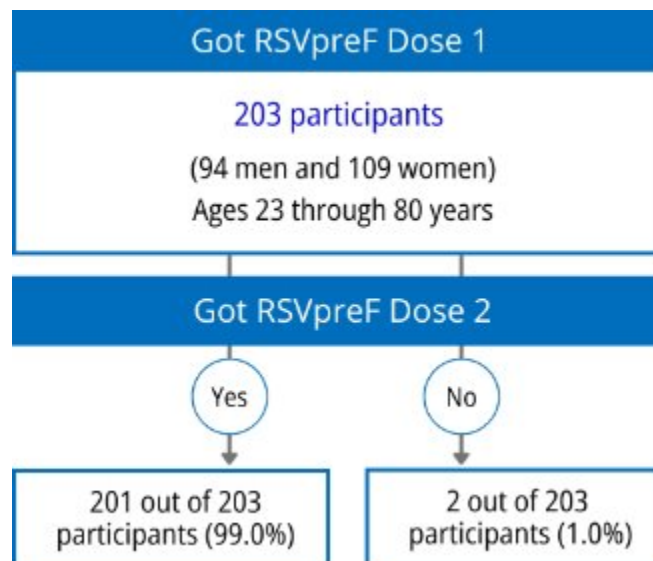 Got RSVpreF Dose 1
203 participants
(94 men and 109 women)
Ages 23 through 80 years
Got RSVpreF Dose 2
Yes
No
201 out of 203
participants (99.0%)
2 out of 203
participants (1.0%)